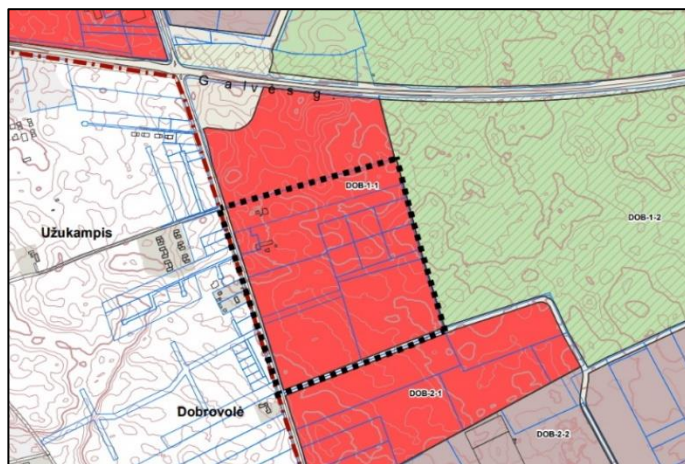 Galvės g.
DOB-1-1
DOB-1-2
Užukampis
Dobrovolė
DOB-2-1
DOB-2-2